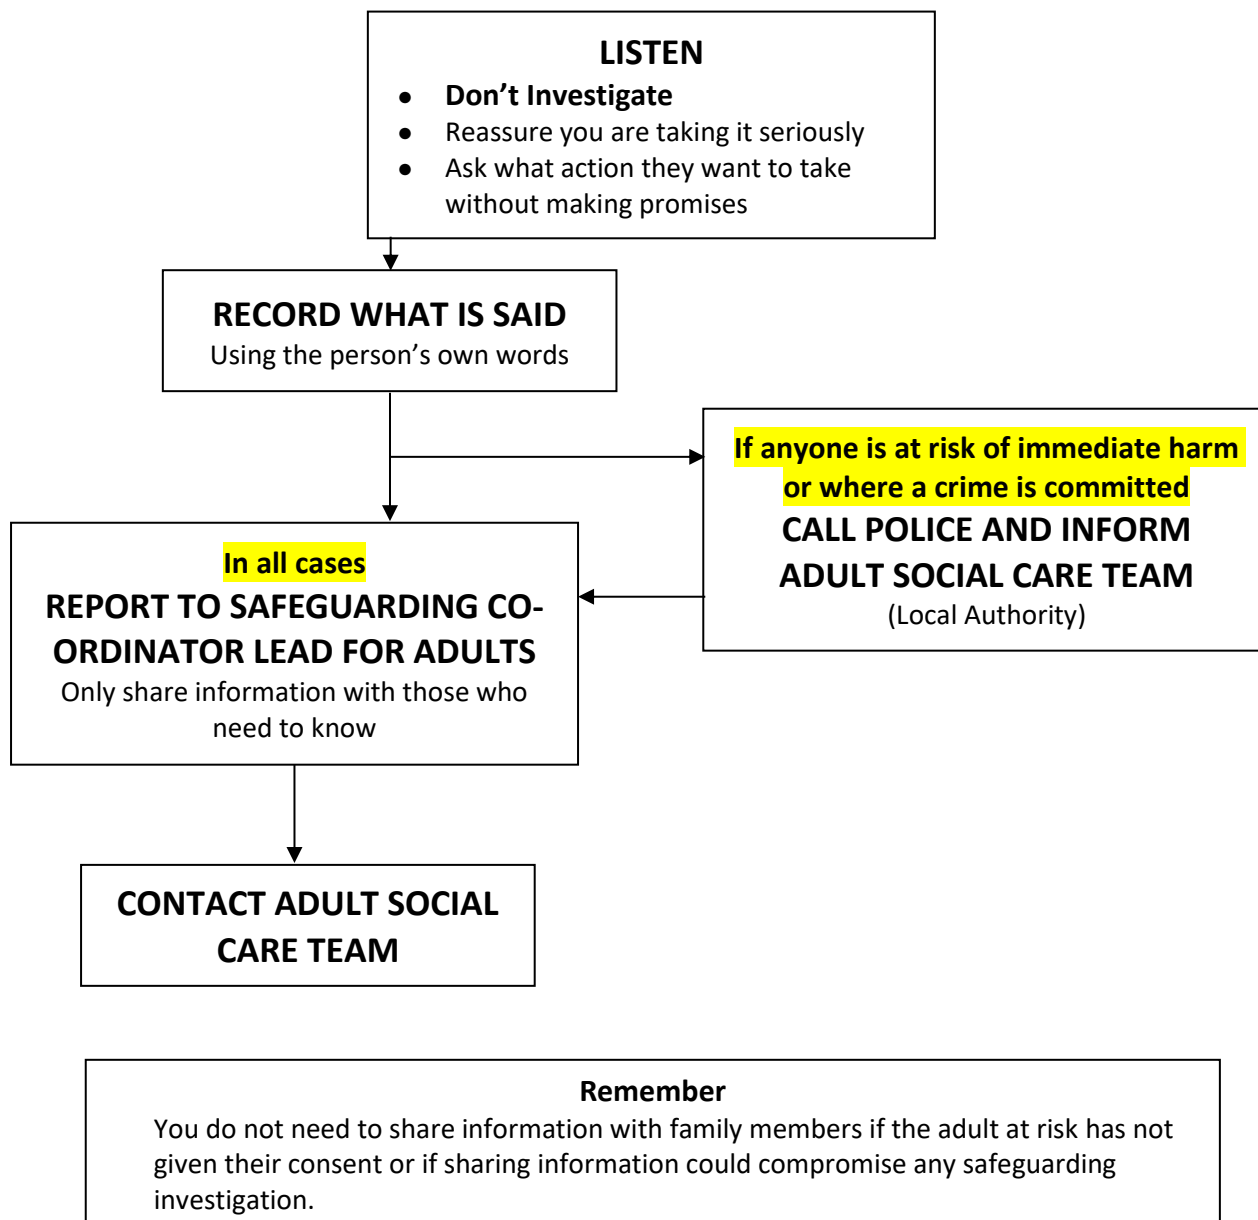 LISTEN
● Don’t Investigate
● Reassure you are taking it seriously
● Ask what action they want to take
without making promises
RECORD WHAT IS SAID
Using the person’s own words
If anyone is at risk of immediate harm
or where a crime is committed
CALL POLICE AND INFORM
ADULT SOCIAL CARE TEAM
(Local Authority)
In all cases
REPORT TO SAFEGUARDING CO-
ORDINATOR LEAD FOR ADULTS
Only share information with those who
need to know
CONTACT ADULT SOCIAL
CARE TEAM
Remember
You do not need to share information with family members if the adult at risk has not
given their consent or if sharing information could compromise any safeguarding
investigation.